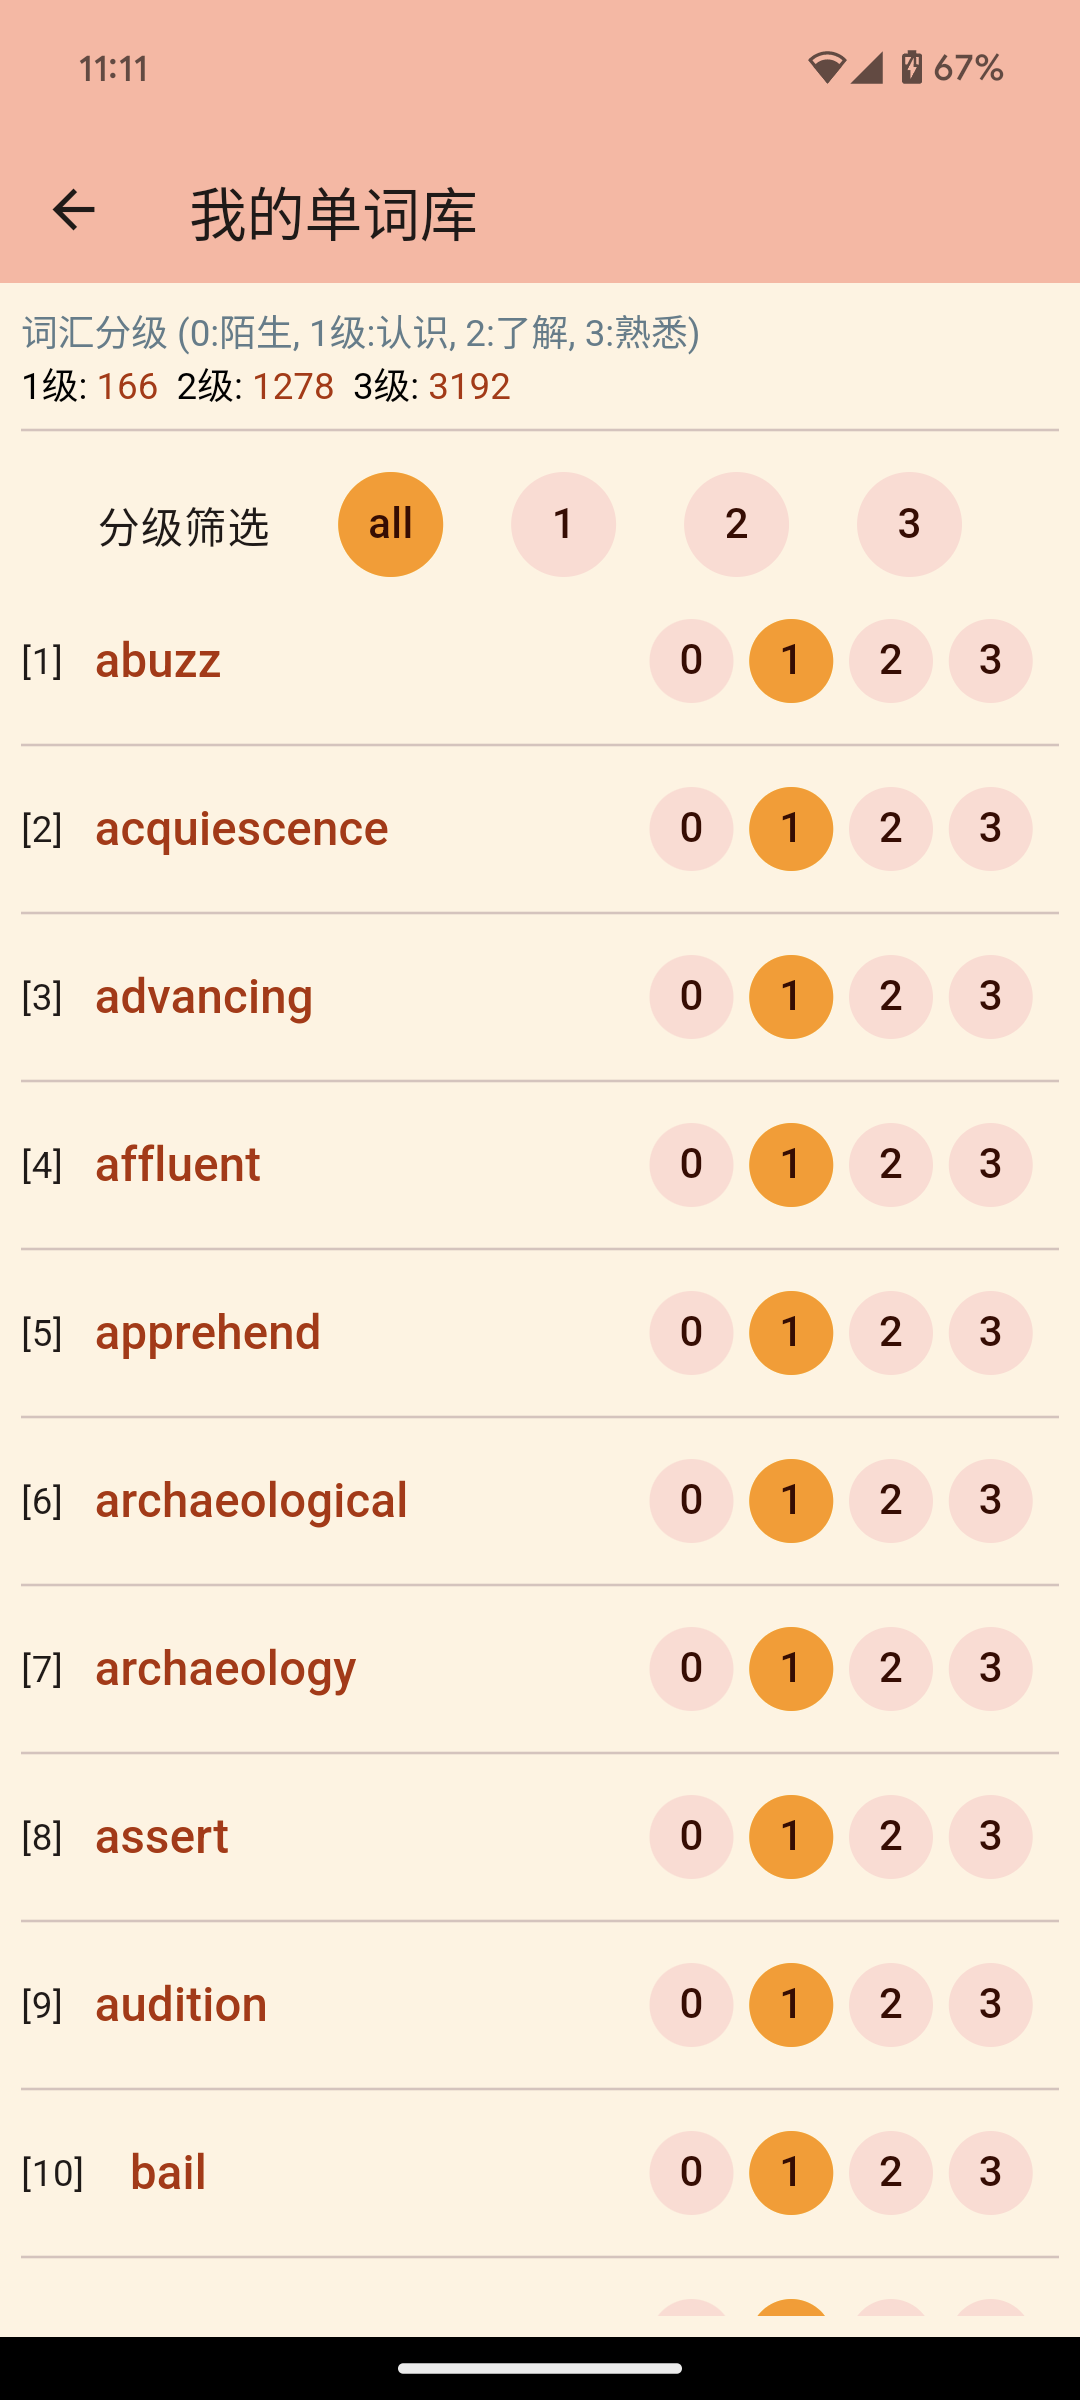 11:11 67%
我的单词库
词汇分级 (0:陌生, 1级:认识, 2:了解, 3:熟悉)
1级: 166 2级: 1278 3级: 3192
分级筛选 all 1 2 3
[1] abuzz 0 1 2 3
[2] acquiescence 0 1 2 3
[3] advancing 0 1 2 3
[4] affluent 0 1 2 3
[5] apprehend 0 1 2 3
[6] archaeological 0 1 2 3
[7] archaeology 0 1 2 3
[8] assert 0 1 2 3
[9] audition 0 1 2 3
[10] bail 0 1 2 3